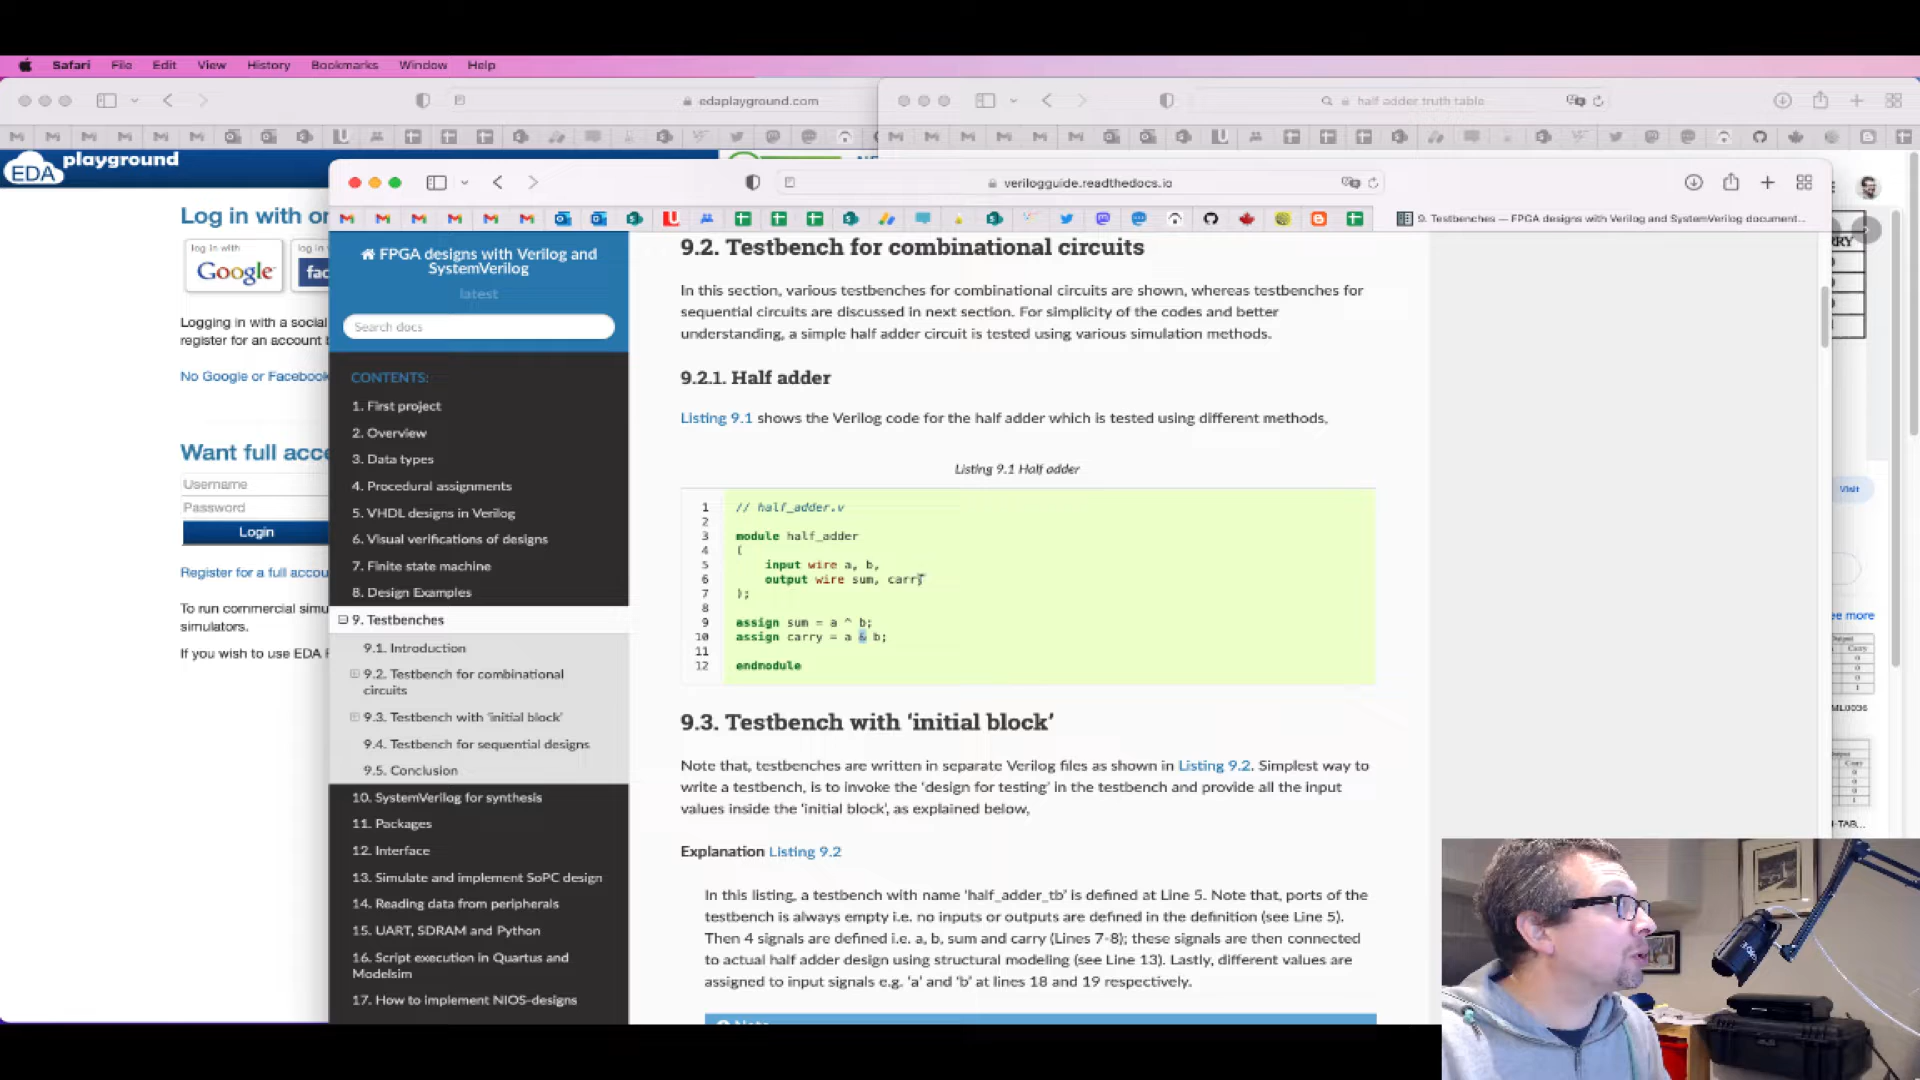 Safari File Edit View History Bookmarks Window Help
edaplayground.com
half adder truth table
EDA playground
verilogguide.readthedocs.io
9. Testbenches — FPGA designs with Verilog and SystemVerilog document...
Log in with or
log in with
Google
log in
fac
Logging in with a social
register for an account
No Google or Facebook
Want full acce
Username
Password
Login
Register for a full accou
To run commercial simu
simulators.
If you wish to use EDA
FPGA designs with Verilog and
SystemVerilog
latest
Search docs
CONTENTS:
1. First project
2. Overview
3. Data types
4. Procedural assignments
5. VHDL designs in Verilog
6. Visual verifications of designs
7. Finite state machine
8. Design Examples
9. Testbenches
9.1. Introduction
9.2. Testbench for combinational
circuits
9.3. Testbench with ‘initial block’
9.4. Testbench for sequential designs
9.5. Conclusion
10. SystemVerilog for synthesis
11. Packages
12. Interface
13. Simulate and implement SoPC design
14. Reading data from peripherals
15. UART, SDRAM and Python
16. Script execution in Quartus and
Modelsim
17. How to implement NIOS-designs
9.2. Testbench for combinational circuits
In this section, various testbenches for combinational circuits are shown, whereas testbenches for
sequential circuits are discussed in next section. For simplicity of the codes and better
understanding, a simple half adder circuit is tested using various simulation methods.
9.2.1. Half adder
Listing 9.1 shows the Verilog code for the half adder which is tested using different methods,
Listing 9.1 Half adder
1 // half_adder.v
2
3 module half_adder
4 (
5 input wire a, b,
6 output wire sum, carry
7 );
8
9 assign sum = a ^ b;
10 assign carry = a & b;
11
12 endmodule
9.3. Testbench with ‘initial block’
Note that, testbenches are written in separate Verilog files as shown in Listing 9.2. Simplest way to
write a testbench, is to invoke the ‘design for testing’ in the testbench and provide all the input
values inside the ‘initial block’, as explained below,
Explanation Listing 9.2
In this listing, a testbench with name ‘half_adder_tb’ is defined at Line 5. Note that, ports of the
testbench is always empty i.e. no inputs or outputs are defined in the definition (see Line 5).
Then 4 signals are defined i.e. a, b, sum and carry (Lines 7-8); these signals are then connected
to actual half adder design using structural modeling (see Line 13). Lastly, different values are
assigned to input signals e.g. ‘a’ and ‘b’ at lines 18 and 19 respectively.
Visit
ee more
Carry
0
0
0
1